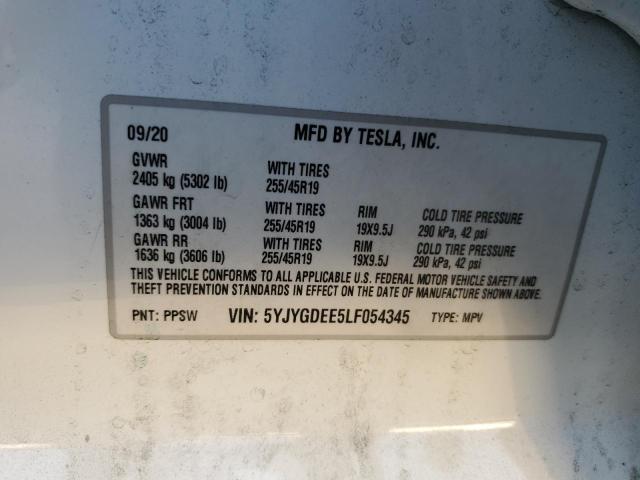 09/20 MFD BY TESLA, INC.
GVWR WITH TIRES
2405 kg (5302 lb) 255/45R19
GAWR FRT WITH TIRES RIM COLD TIRE PRESSURE
1363 kg (3004 lb) 255/45R19 19X9.5J 290 kPa, 42 psi
GAWR RR WITH TIRES RIM COLD TIRE PRESSURE
1636 kg (3606 lb) 255/45R19 19X9.5J 290 kPa, 42 psi
THIS VEHICLE CONFORMS TO ALL APPLICABLE U.S. FEDERAL MOTOR VEHICLE SAFETY AND
THEFT PREVENTION STANDARDS IN EFFECT ON THE DATE OF MANUFACTURE SHOWN ABOVE.
PNT: PPSW VIN: 5YJYGDEE5LF054345 TYPE: MPV